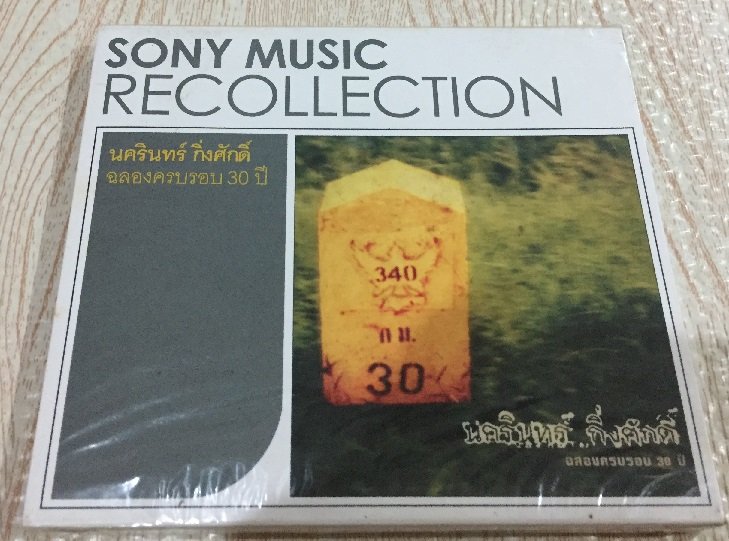 SONY MUSIC
RECOLLECTION
นครินทร์ กิ่งศักดิ์
ฉลองครบรอบ 30 ปี
340
กม.
30
นครินทร์ กิ่งศักดิ์
ฉลองครบรอบ 30 ปี